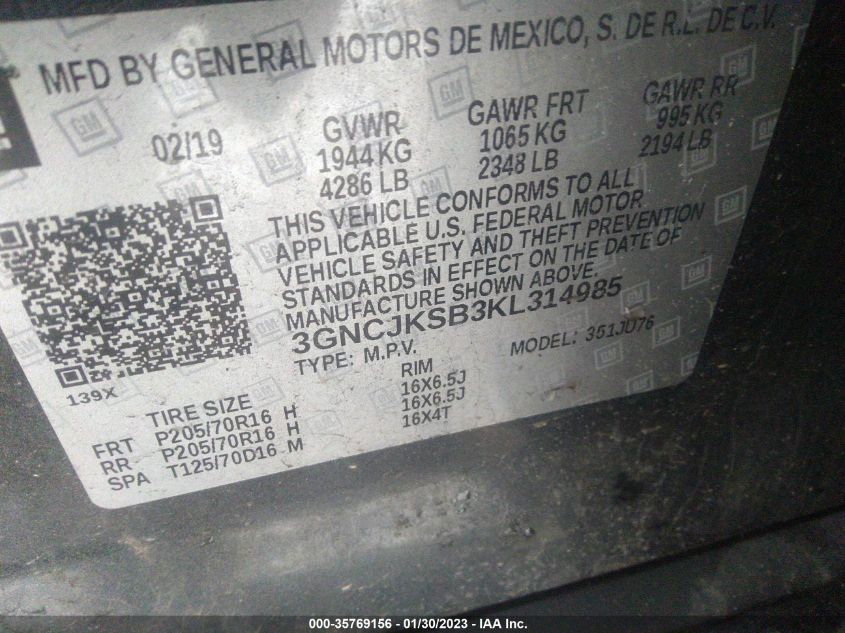 MFD BY GENERAL MOTORS DE MEXICO, S. DE R.L. DE C.V.
02/19 GVWR GAWR FRT GAWR RR
1944 KG 1065 KG 995 KG
4286 LB 2348 LB 2194 LB
THIS VEHICLE CONFORMS TO ALL
APPLICABLE U.S. FEDERAL MOTOR
VEHICLE SAFETY AND THEFT PREVENTION
STANDARDS IN EFFECT ON THE DATE OF
MANUFACTURE SHOWN ABOVE.
3GNCJKSB3KL314985
TYPE: M.P.V. MODEL: 351JU76
139X
TIRE SIZE RIM
FRT P205/70R16 H 16X6.5J
RR P205/70R16 H 16X6.5J
SPA T125/70D16 M 16X4T
000-35769156 - 01/30/2023 - IAA Inc.